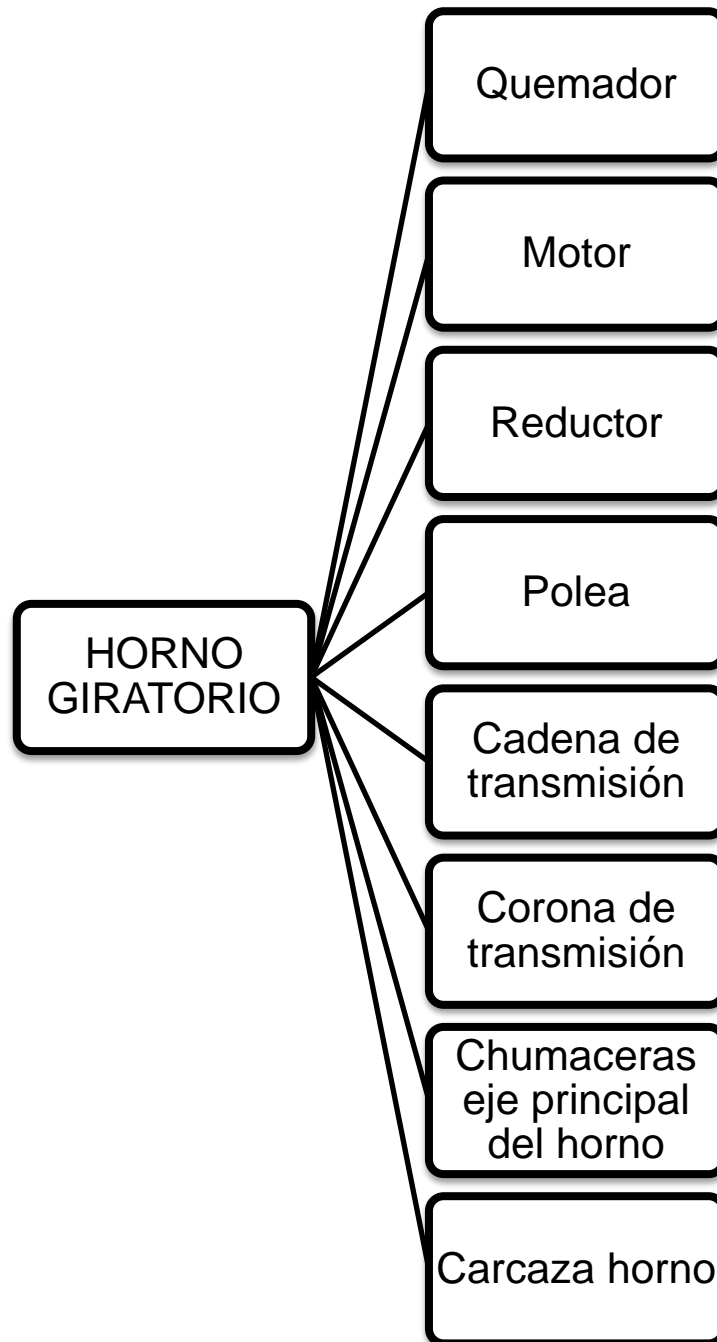 Quemador
Motor
Reductor
Polea
HORNO
GIRATORIO
Cadena de
transmisión
Corona de
transmisión
Chumaceras
eje principal
del horno
Carcaza horno